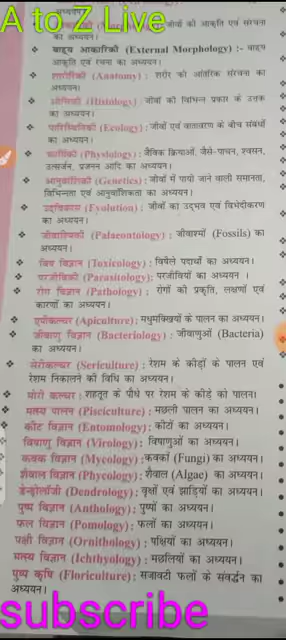 अध्ययन।
A to Z Live
जीवों की आकृति एवं संरचना
का अध्ययन।
❖ बाह्य आकारिकी (External Morphology) :- बाह्य
आकृति एवं रचना का अध्ययन।
❖ शारीरिकी (Anatomy) : शरीर की आंतरिक संरचना का
अध्ययन।
❖ औतिकी (Histology) : जीवों को विभिन्न प्रकार के उत्तक
का अध्ययन।
❖ पारिस्थितिकी (Ecology) : जीवों एवं वातावरण के बीच संबंधों
का अध्ययन।
❖ कार्यिकी (Physiology) : जैविक क्रियाओं, जैसे-पाचन, श्वसन,
उत्सर्जन, प्रजनन आदि का अध्ययन।
❖ आनुवांशिकी (Genetics) : जीवों में पायी जाने वाली समानता,
विभिन्नता एवं आनुवांशिकता का अध्ययन।
❖ उद्विकास (Evolution) : जीवों का उद्भव एवं विभेदीकरण
का अध्ययन।
❖ जीवाश्मिकी (Palaeontology) : जीवाश्मों (Fossils) का
अध्ययन।
❖ विष विज्ञान (Toxicology) : विषैले पदार्थों का अध्ययन।
❖ परजीविकी (Parasitology): परजीवियों का अध्ययन ।
❖ रोग विज्ञान (Pathology) : रोगों की प्रकृति, लक्षणों एवं
कारणों का अध्ययन।
❖ एपीकल्चर (Apiculture) : मधुमक्खियों के पालन का अध्ययन।
❖ जीवाणु विज्ञान (Bacteriology) : जीवाणुओं (Bacteria)
का अध्ययन।
❖ सेरीकल्चर (Sericulture) : रेशम के कीड़ों के पालन एवं
रेशम निकालने की विधि का अध्ययन।
❖ मोरी कल्चर : शहतूत के पौधे पर रेशम के कीड़े को पालना।
❖ मत्स्य पालन (Pisciculture) : मछली पालन का अध्ययन।
❖ कीट विज्ञान (Entomology) : कीटों का अध्ययन।
❖ विषाणु विज्ञान (Virology) : विषाणुओं का अध्ययन।
❖ कवक विज्ञान (Mycology) : कवकों (Fungi) का अध्ययन।
❖ शैवाल विज्ञान (Phycology) : शैवाल (Algae) का अध्ययन।
❖ डेन्ड्रोलॉजी (Dendrology) : वृक्षों एवं झाड़ियों का अध्ययन।
❖ पुष्प विज्ञान (Anthology) : पुष्पों का अध्ययन।
❖ फल विज्ञान (Pomology) : फलों का अध्ययन।
❖ पक्षी विज्ञान (Ornithology) : पक्षियों का अध्ययन।
❖ मत्स्य विज्ञान (Ichthyology) : मछलियों का अध्ययन।
❖ पुष्प कृषि (Floriculture) : सजावटी फलों के संवर्द्धन का
अध्ययन।
subscribe